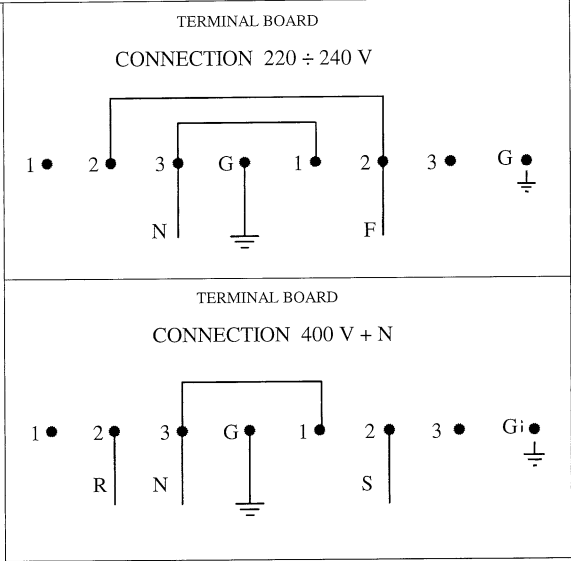 TERMINAL BOARD
CONNECTION 220 ÷ 240 V
1 2 3 G 1 2 3 G
N F
TERMINAL BOARD
CONNECTION 400 V + N
1 2 3 G 1 2 3 G
R N S